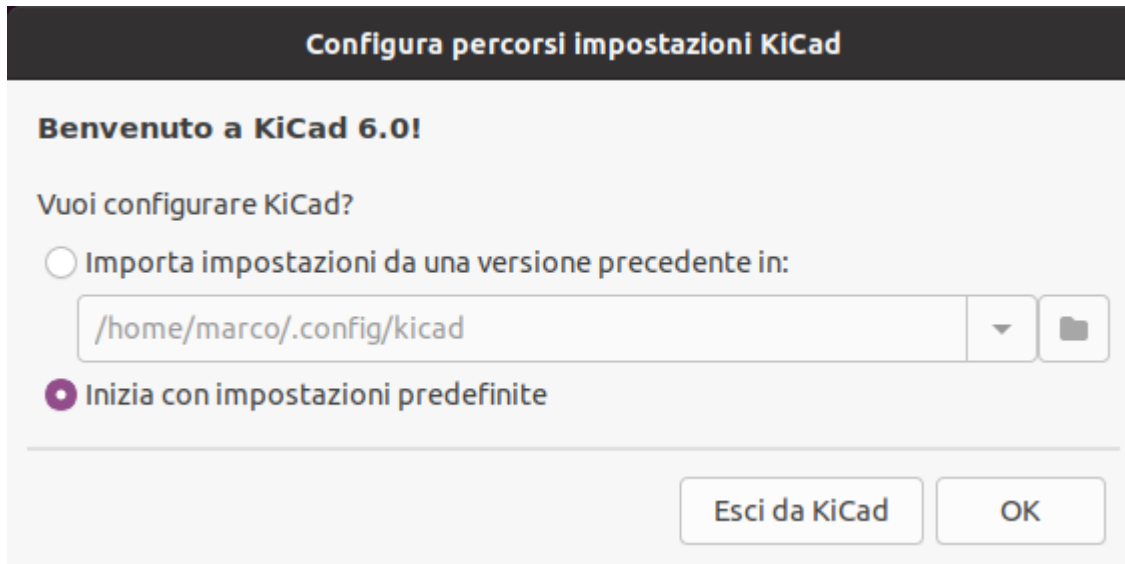 Configura percorsi impostazioni KiCad
Benvenuto a KiCad 6.0!
Vuoi configurare KiCad?
Importa impostazioni da una versione precedente in:
/home/marco/.config/kicad
Inizia con impostazioni predefinite
Esci da KiCad
OK